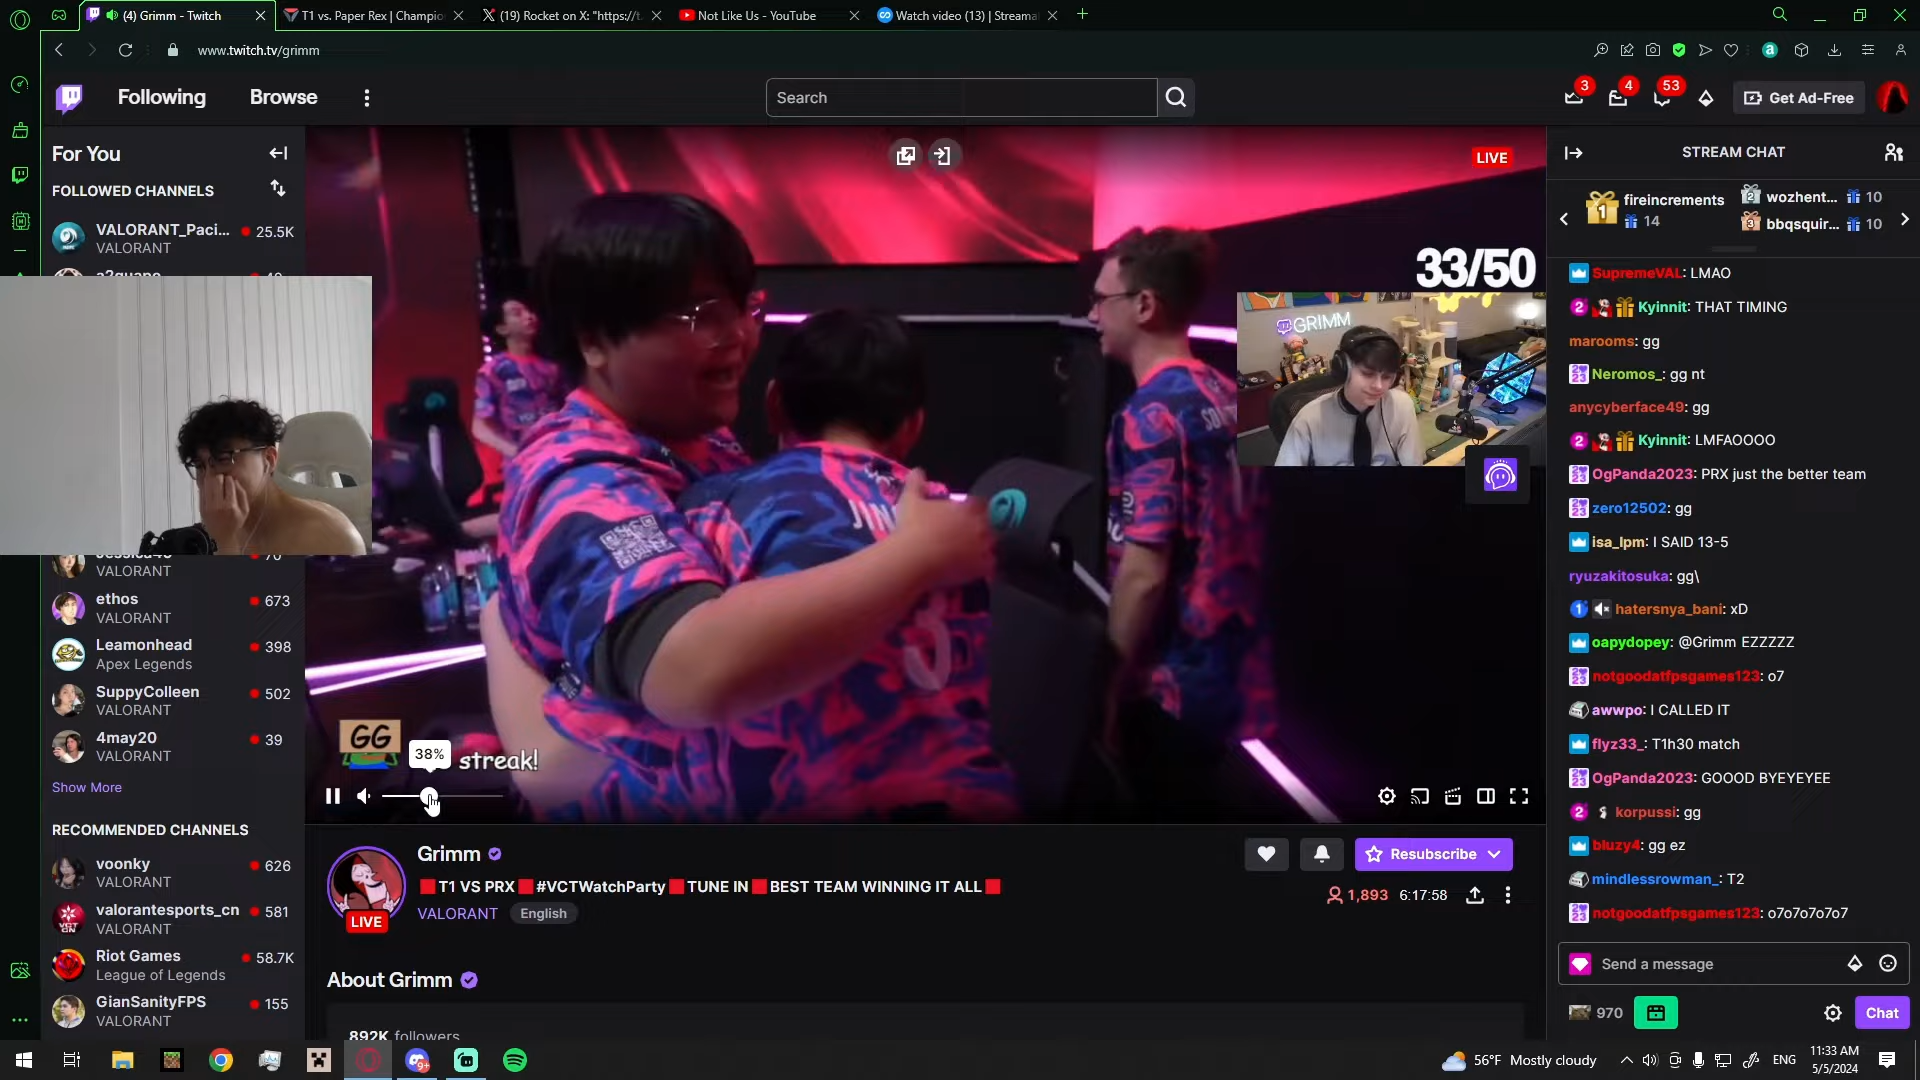 (4) Grimm - Twitch
T1 vs. Paper Rex | Champio
(19) Rocket on X: "https://t.
Not Like Us - YouTube
Watch video (13) | Streama
www.twitch.tv/grimm
Following
Browse
Search
3
4
53
Get Ad-Free
For You
FOLLOWED CHANNELS
VALORANT_Paci...
25.5K
VALORANT
VALORANT
ethos
673
VALORANT
Leamonhead
398
Apex Legends
SuppyColleen
502
VALORANT
4may20
39
VALORANT
Show More
RECOMMENDED CHANNELS
voonky
626
VALORANT
valorantesports_cn
581
VALORANT
Riot Games
58.7K
League of Legends
GianSanityFPS
155
VALORANT
LIVE
33/50
GRIMM
GG
streak!
38%
LIVE
Grimm
T1 VS PRX #VCTWatchParty TUNE IN BEST TEAM WINNING IT ALL
VALORANT
English
Resubscribe
1,893
6:17:58
About Grimm
892K followers
STREAM CHAT
1
fireincrements
14
2
wozhent...
10
3
bbqsquir...
10
SupremeVAL: LMAO
2 Kyinnit: THAT TIMING
marooms: gg
Neromos_: gg nt
anycyberface49: gg
2 Kyinnit: LMFAOOOO
OgPanda2023: PRX just the better team
zero12502: gg
isa_lpm: I SAID 13-5
ryuzakitosuka: gg\
1 hatersnya_bani: xD
oapydopey: @Grimm EZZZZZ
notgoodatfpsgames123: o7
awwpo: I CALLED IT
flyz33_: T1h30 match
OgPanda2023: GOOOD BYEYEYEE
2 korpussi: gg
bluzy4: gg ez
mindlessrowman_: T2
notgoodatfpsgames123: o7o7o7o7o7
Send a message
970
Chat
9+
56°F Mostly cloudy
ENG
11:33 AM
5/5/2024